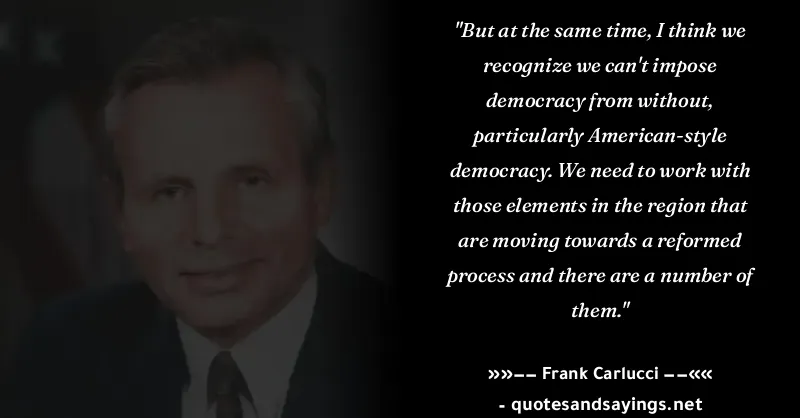 "But at the same time, I think we
recognize we can't impose
democracy from without,
particularly American-style
democracy. We need to work with
those elements in the region that
are moving towards a reformed
process and there are a number of
them."
»»−− Frank Carlucci −−««
- quotesandsayings.net